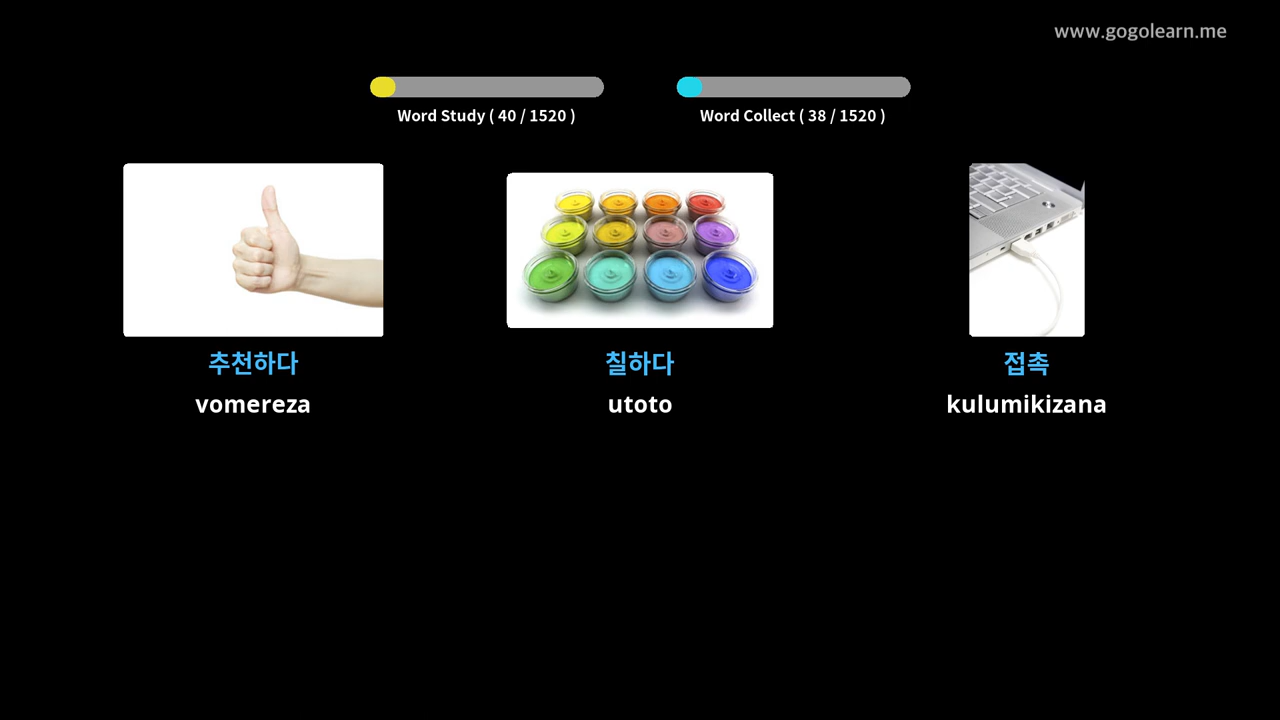 www.gogolearn.me
Word Study ( 40 / 1520 )
Word Collect ( 38 / 1520 )
추천하다
칠하다
접촉
vomereza
utoto
kulumikizana